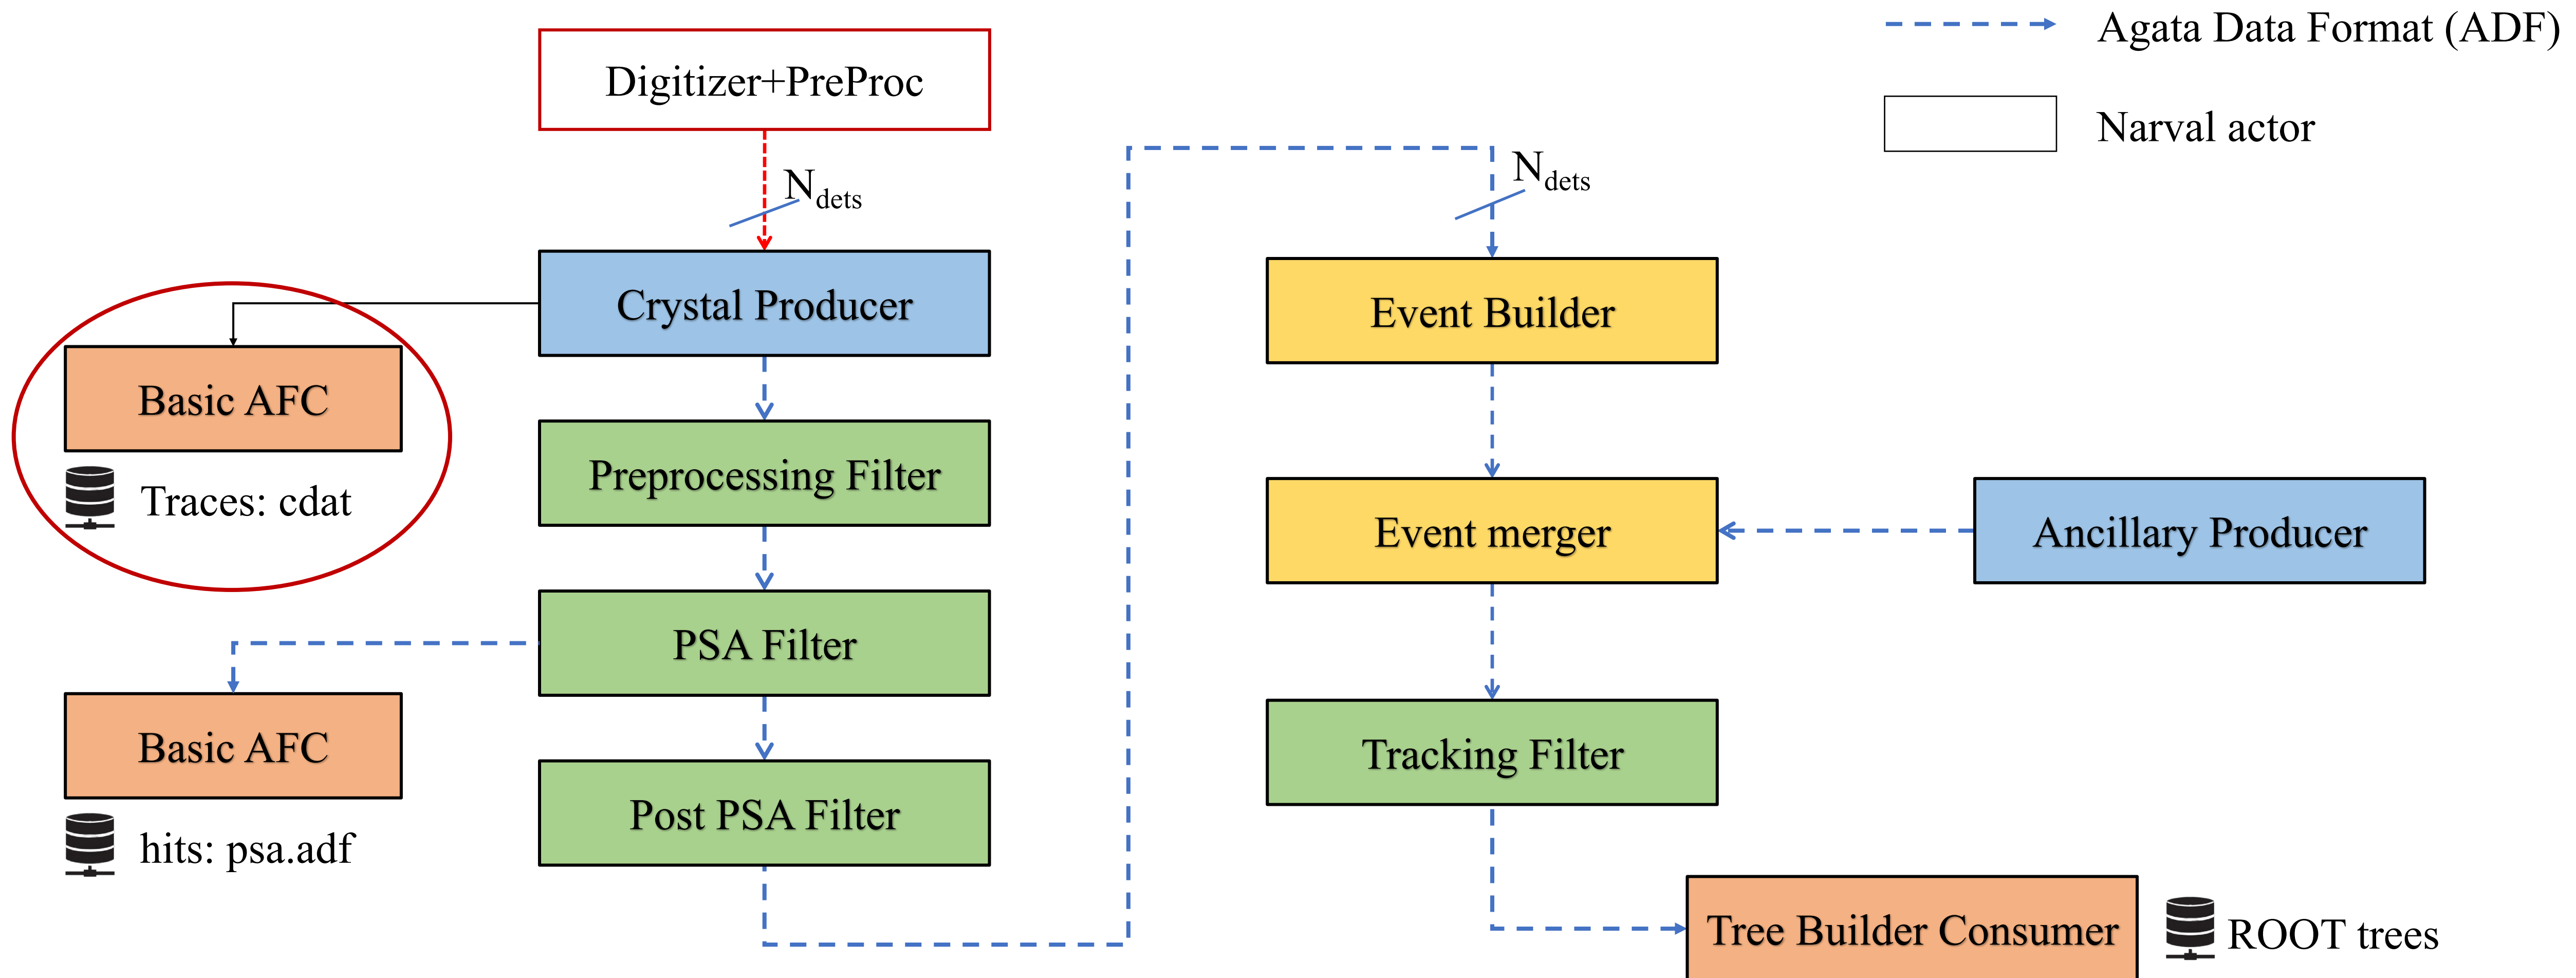 Agata Data Format (ADF)
Narval actor
Digitizer+PreProc
Ndets
Crystal Producer
Basic AFC
Traces: cdat
Preprocessing Filter
PSA Filter
Basic AFC
hits: psa.adf
Post PSA Filter
Ndets
Event Builder
Event merger
Ancillary Producer
Tracking Filter
Tree Builder Consumer
ROOT trees